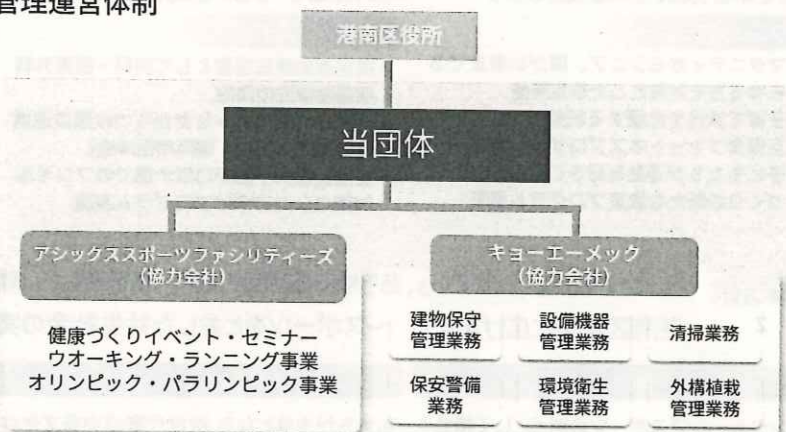 管理運営体制
港南区役所
当団体
アシックススポーツファシリティーズ
（協力会社）
健康づくりイベント・セミナー
ウオーキング・ランニング事業
オリンピック・パラリンピック事業
キョーエーメック
（協力会社）
建物保守
管理業務
設備機器
管理業務
清掃業務
保安警備
業務
環境衛生
管理業務
外構植栽
管理業務